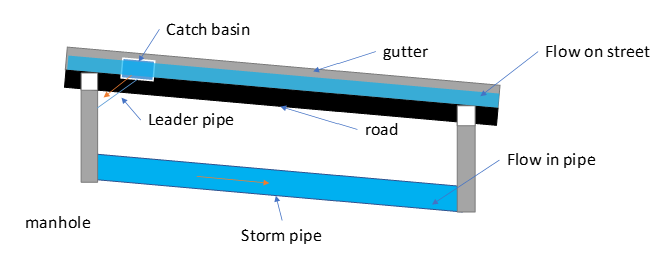 Catch basin
gutter
Flow on street
Leader pipe
road
Flow in pipe
manhole
Storm pipe